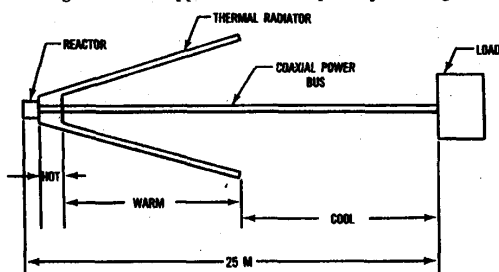 THERMAL RADIATOR
REACTOR
LOAD
COAXIAL POWER
BUS
HOT
WARM
COOL
25 M